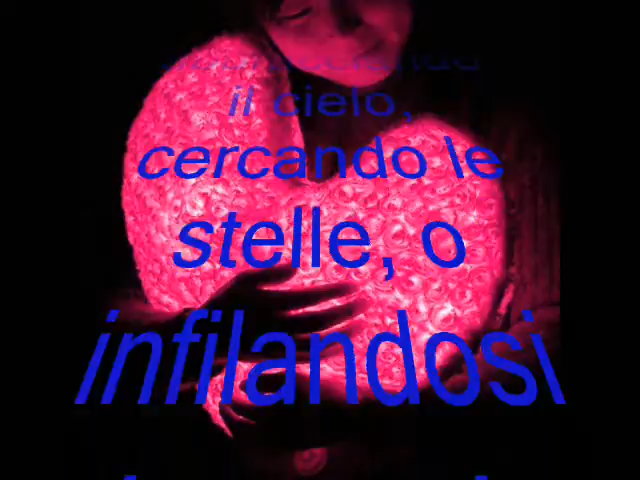 il cielo,
cercando le
stelle, o
infilandosi